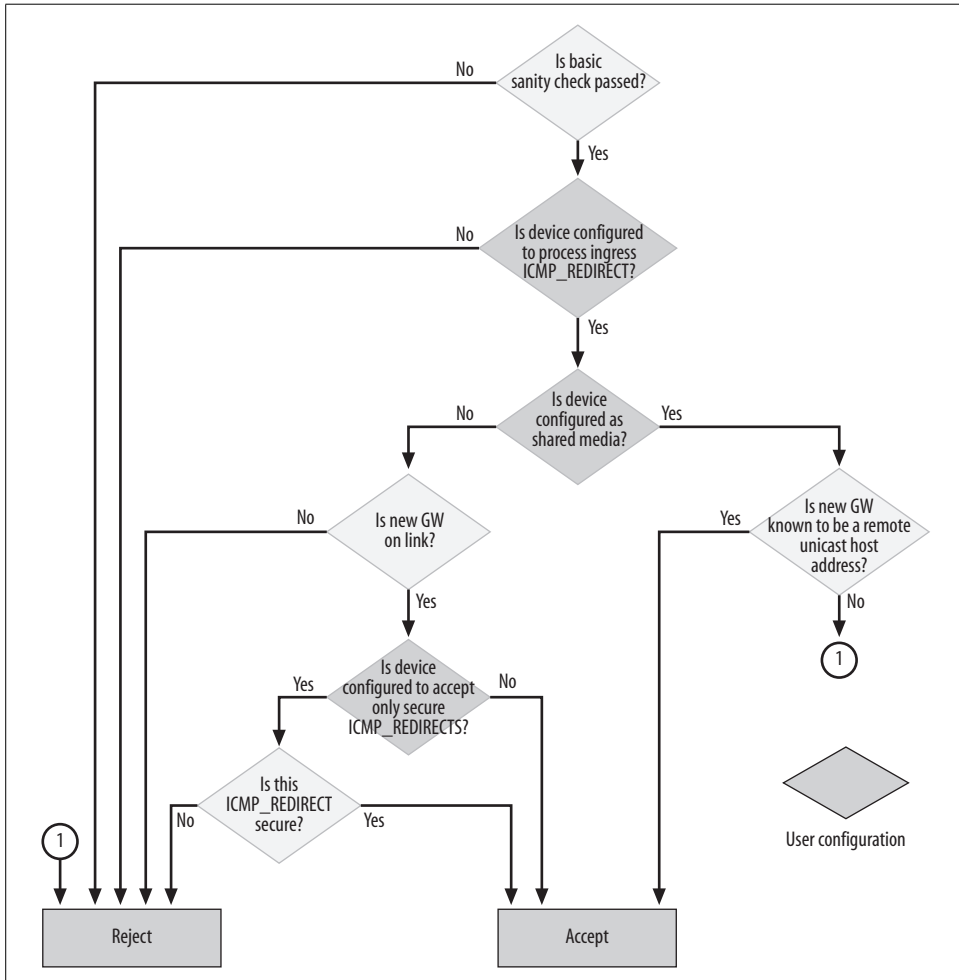 Is basic
sanity check passed?
No
Yes
Is device configured
to process ingress
ICMP_REDIRECT?
No
Yes
Is device
configured as
shared media?
No
Yes
Is new GW
on link?
No
Yes
Is new GW
known to be a remote
unicast host
address?
Yes
No
1
Is device
configured to accept
only secure
ICMP_REDIRECTS?
Yes
No
Is this
ICMP_REDIRECT
secure?
No
Yes
User configuration
1
Reject
Accept